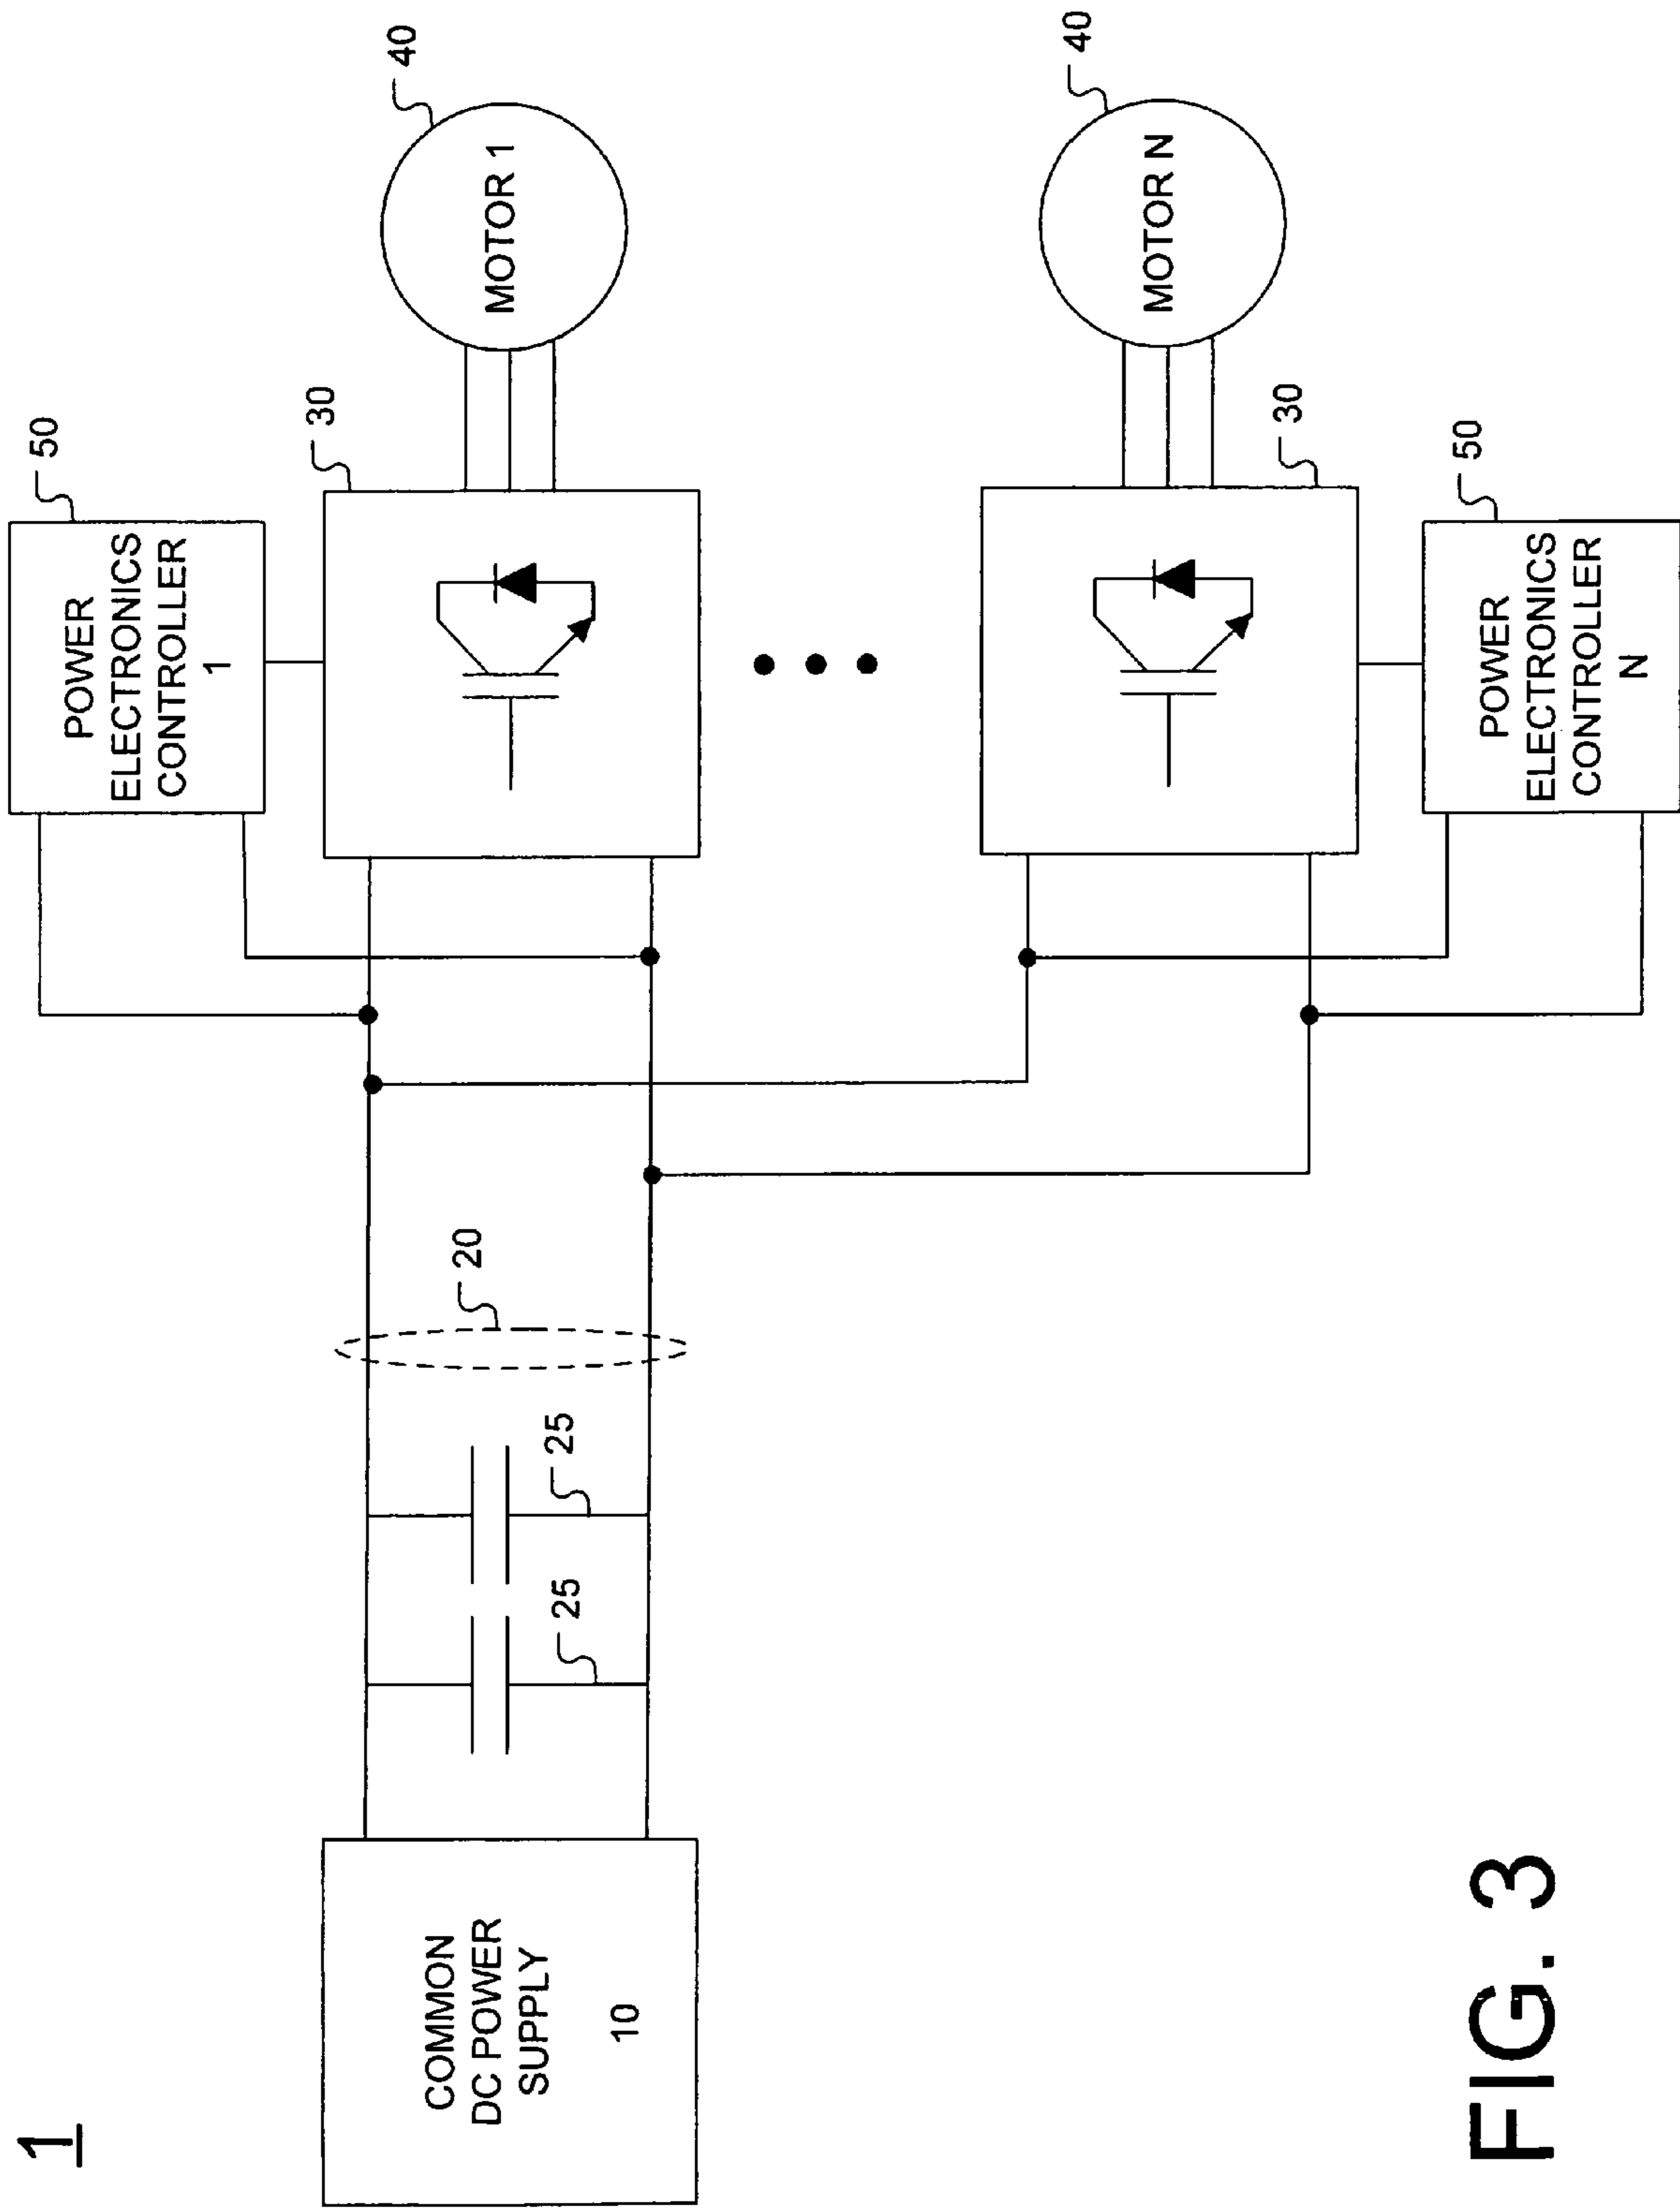 1
COMMON
DC POWER
SUPPLY
10
25
25
20
POWER
ELECTRONICS
CONTROLLER
1
50
30
MOTOR 1
40
MOTOR N
40
30
POWER
ELECTRONICS
CONTROLLER
N
50
FIG. 3